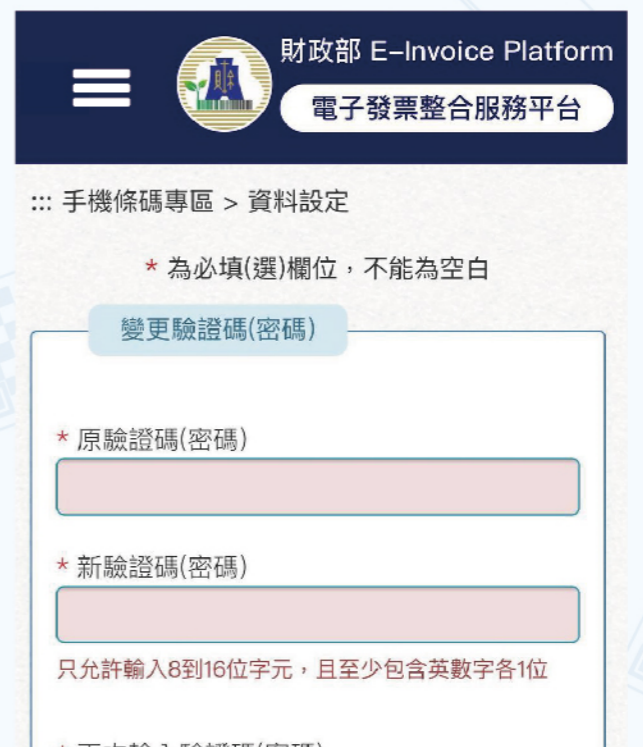 財政部 E-Invoice Platform
電子發票整合服務平台
::: 手機條碼專區 > 資料設定
* 為必填(選)欄位，不能為空白
變更驗證碼(密碼)
* 原驗證碼(密碼)
* 新驗證碼(密碼)
只允許輸入8到16位字元，且至少包含英數字各1位